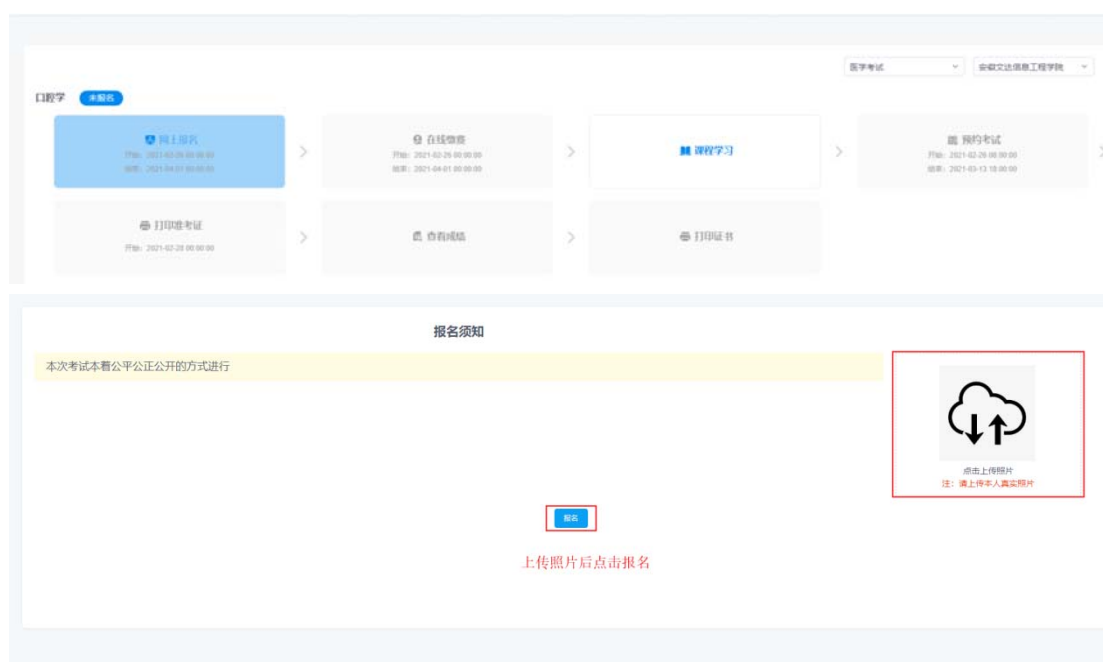 医学考试
安徽文达信息工程学院
口腔学
未报名
网上报名
开始：2021-02-26 00:00:00
结束：2021-04-01 00:00:00
在线缴费
开始：2021-02-26 00:00:00
结束：2021-04-01 00:00:00
课程学习
预约考试
开始：2021-02-26 00:00:00
结束：2021-03-13 18:00:00
打印准考证
开始：2021-02-28 00:00:00
查看成绩
打印证书
报名须知
本次考试本着公平公正公开的方式进行
点击上传照片
注：请上传本人真实照片
报名
上传照片后点击报名